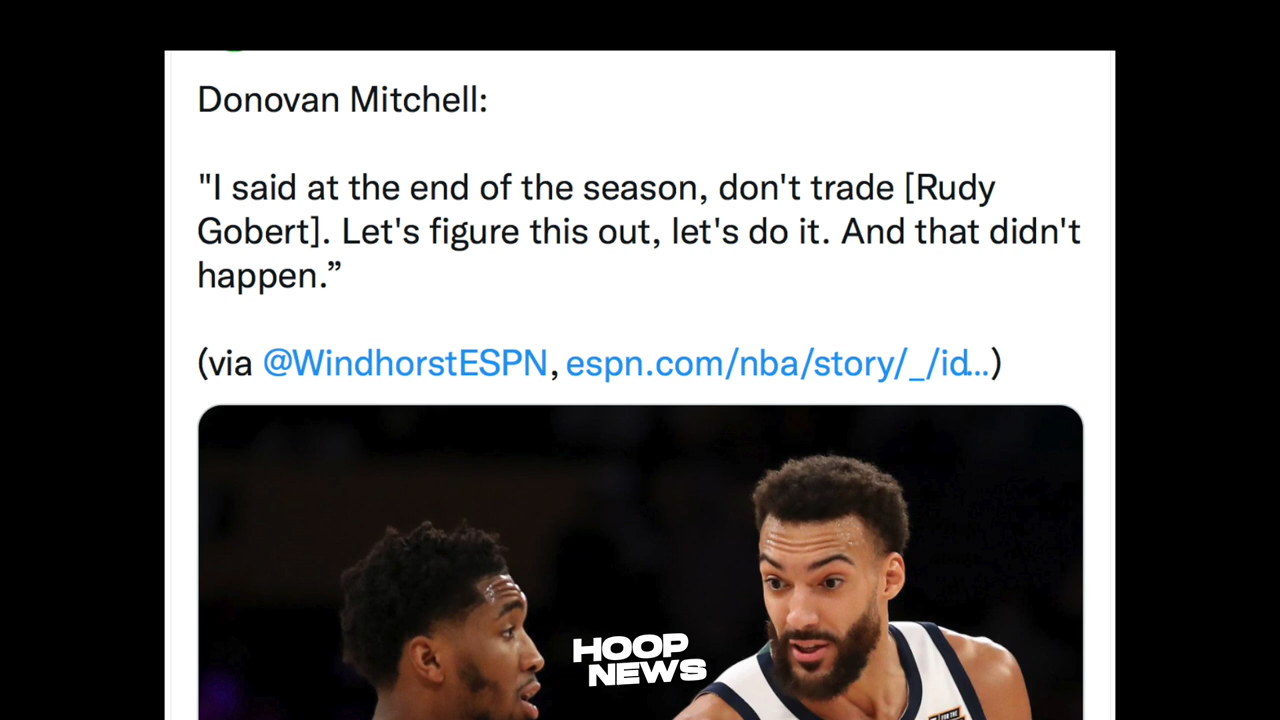 Donovan Mitchell:
"I said at the end of the season, don't trade [Rudy
Gobert]. Let's figure this out, let's do it. And that didn't
happen.”
(via @WindhorstESPN, espn.com/nba/story/_/id…)
HOOP
NEWS